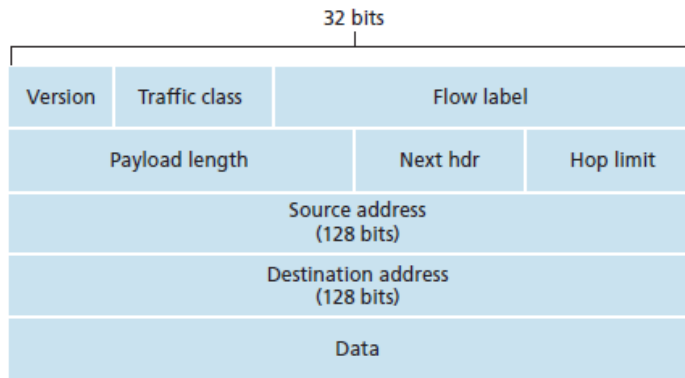 32 bits
Version Traffic class Flow label
Payload length Next hdr Hop limit
Source address
(128 bits)
Destination address
(128 bits)
Data